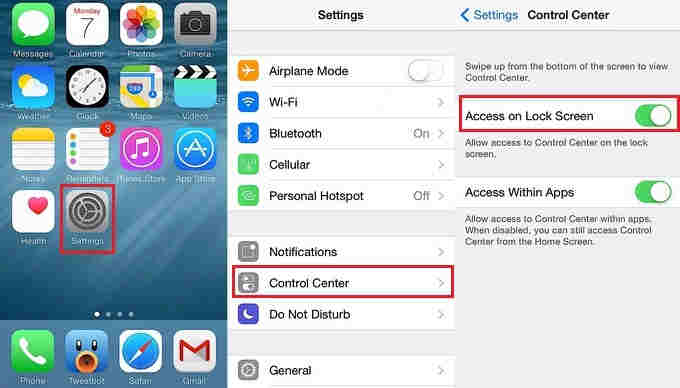 MONDAY
7
Messages
Calendar
Photos
Camera
280
Weather
Clock
Maps
Videos
3
Notes
Reminders
iTunes Store
App Store
Health
Settings
Phone
Tweetbot
Safari
Gmail
Settings
Airplane Mode
Wi-Fi
Bluetooth On
Cellular
Personal Hotspot Off
Notifications
Control Center
Do Not Disturb
General
Settings Control Center
Swipe up from the bottom of the screen to view
Control Center.
Access on Lock Screen
Allow access to Control Center on the lock
screen.
Access Within Apps
Allow access to Control Center within apps.
When disabled, you can still access Control
Center from the Home Screen.